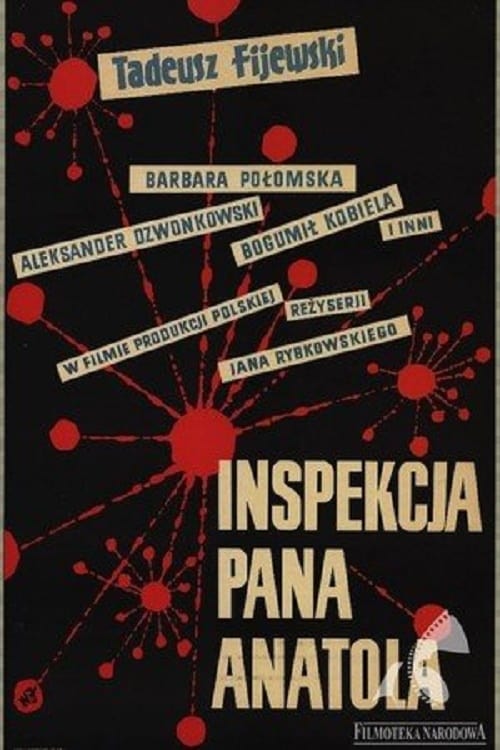 Tadeusz Fijewski
BARBARA POŁOMSKA
ALEKSANDER DZWONKOWSKI
BOGUMIŁ KOBIELA
I INNI
W FILMIE PRODUKCJI POLSKIEJ
REŻYSERJI
JANA RYBKOWSKIEGO
INSPEKCJA
PANA
ANATOLA
FILMOTEKA NARODOWA